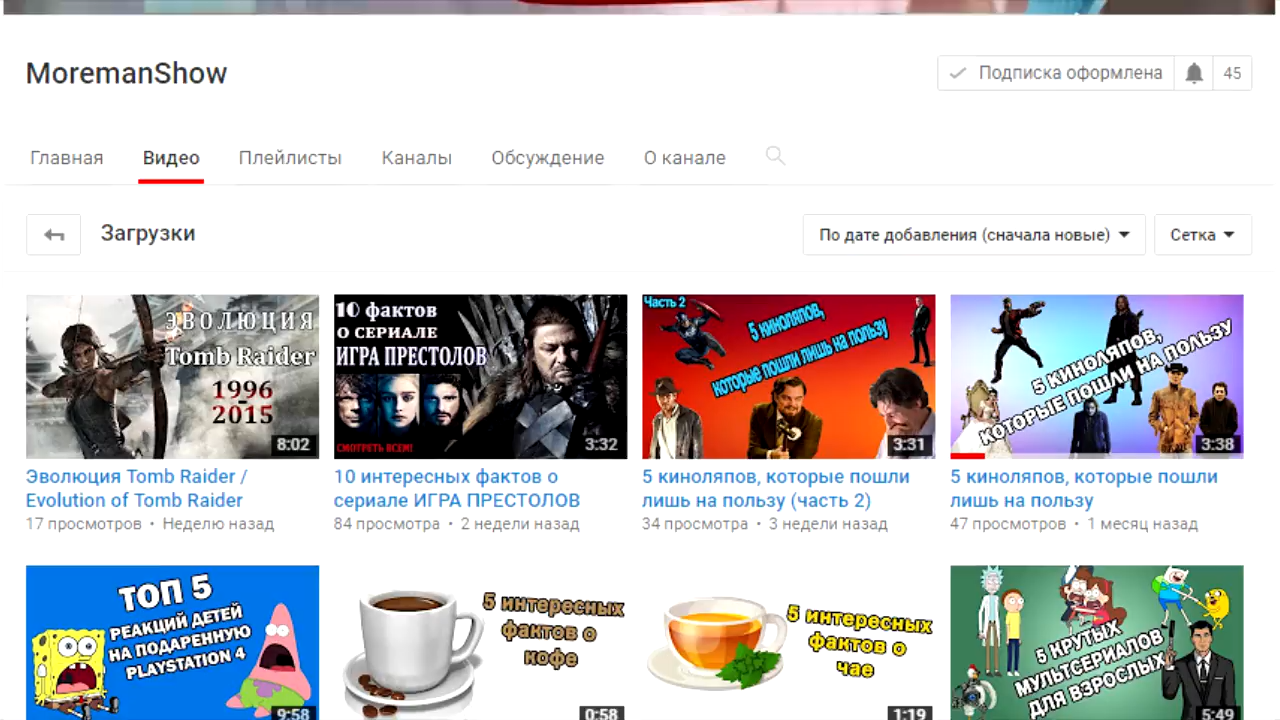 MoremanShow
Подписка оформлена
45
Главная
Видео
Плейлисты
Каналы
Обсуждение
О канале
Загрузки
По дате добавления (сначала новые)
Сетка
ЭВОЛЮЦИЯ
Tomb Raider
1996
-
2015
8:02
Эволюция Tomb Raider /
Evolution of Tomb Raider
17 просмотров • Неделю назад
10 фактов
О СЕРИАЛЕ
ИГРА ПРЕСТОЛОВ
СМОТРЕТЬ ВСЕМ!
3:32
10 интересных фактов о
сериале ИГРА ПРЕСТОЛОВ
84 просмотра • 2 недели назад
Часть 2
5 киноляпов,
которые пошли лишь на пользу
3:31
5 киноляпов, которые пошли
лишь на пользу (часть 2)
34 просмотра • 3 недели назад
5 КИНОЛЯПОВ,
КОТОРЫЕ ПОШЛИ НА ПОЛЬЗУ
3:38
5 киноляпов, которые пошли
лишь на пользу
47 просмотров • 1 месяц назад
ТОП 5
РЕАКЦИЙ ДЕТЕЙ
НА ПОДАРЕННУЮ
PLAYSTATION 4
9:58
5 интересных
фактов о
кофе
0:58
5 интересных
фактов о
чае
1:19
5 КРУТЫХ
МУЛЬТСЕРИАЛОВ
ДЛЯ ВЗРОСЛЫХ
5:49